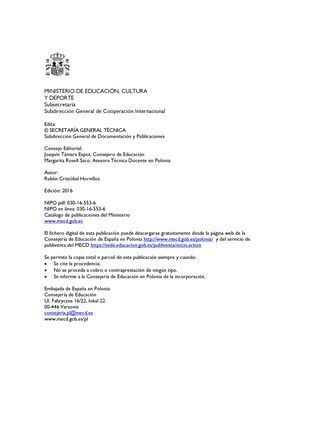 MINISTERIO DE EDUCACIÓN, CULTURA
Y DEPORTE
Subsecretaría
Subdirección General de Cooperación Internacional
Edita:
© SECRETARÍA GENERAL TÉCNICA
Subdirección General de Documentación y Publicaciones
Consejo Editorial:
Joaquín Támara Espot, Consejero de Educación
Margarita Rosell Saco, Asesora Técnica Docente en Polonia
Autor:
Rubén Cristóbal Hornillos
Edición: 2016
NIPO pdf: 030-16-553-6
NIPO en línea: 030-16-553-6
Catálogo de publicaciones del Ministerio
www.mecd.gob.es
El fichero digital de esta publicación puede descargarse gratuitamente desde la página web de la
Consejería de Educación de España en Polonia http://www.mecd.gob.es/polonia/ y del servicio de
publiventa del MECD https://sede.educacion.gob.es/publiventa/inicio.action
Se permite la copia total o parcial de esta publicación siempre y cuando:
• Se cite la procedencia.
• No se proceda a cobro o contraprestación de ningún tipo.
• Se informe a la Consejería de Educación en Polonia de la incorporación.
Embajada de España en Polonia
Consejería de Educación
Ul. Fabryczna 16/22, lokal 22
00-446 Varsovia
consejeria.pl@mecd.es
www.mecd.gob.es/pl